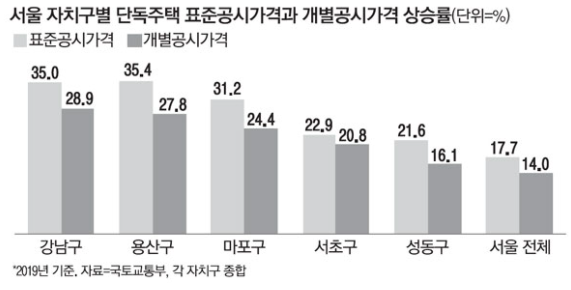 서울 자치구별 단독주택 표준공시가격과 개별공시가격 상승률(단위=%)
표준공시가격 개별공시가격
35.0 28.9 35.4 27.8 31.2 24.4 22.9 20.8 21.6 16.1 17.7 14.0
강남구 용산구 마포구 서초구 성동구 서울 전체
*2019년 기준, 자료=국토교통부, 각 자치구 종합